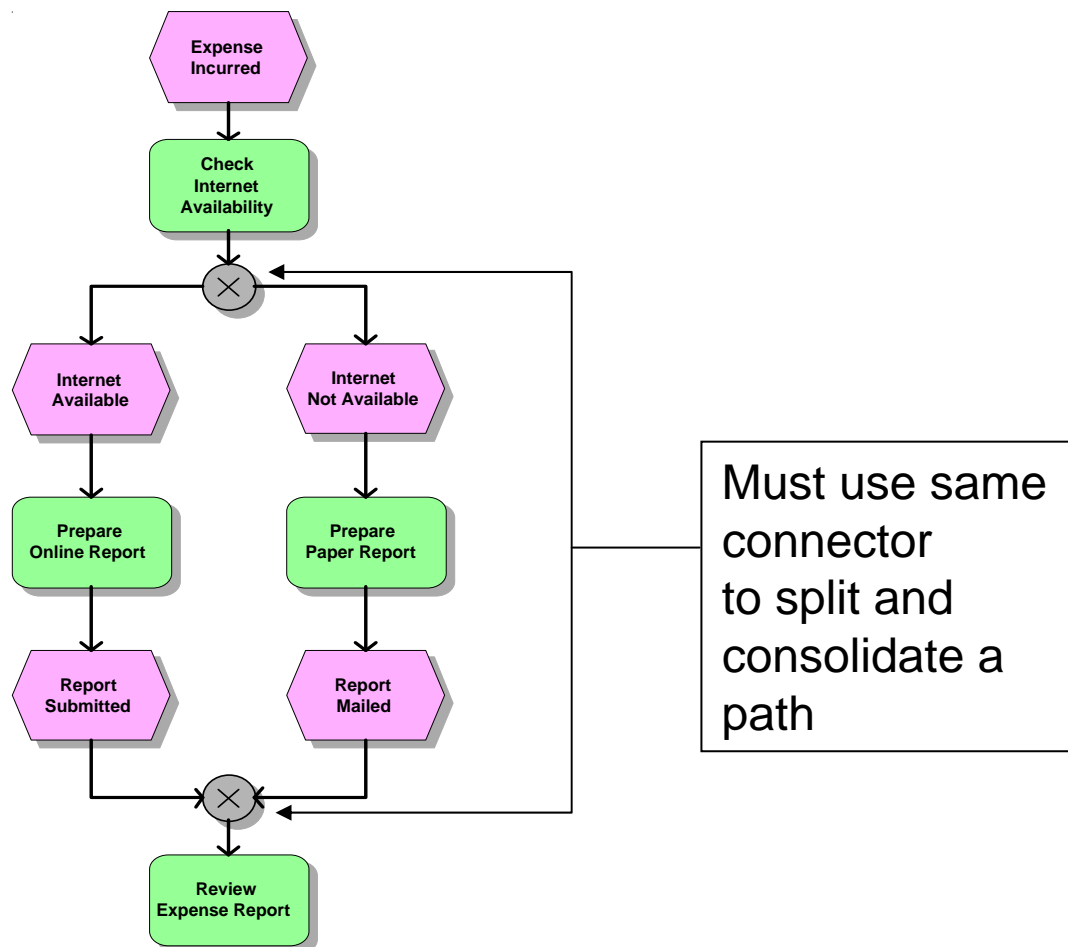 Expense
Incurred
Check
Internet
Availability
Internet
Available
Internet
Not Available
Prepare
Online Report
Prepare
Paper Report
Must use same
connector
to split and
consolidate a
path
Report
Submitted
Report
Mailed
Review
Expense Report